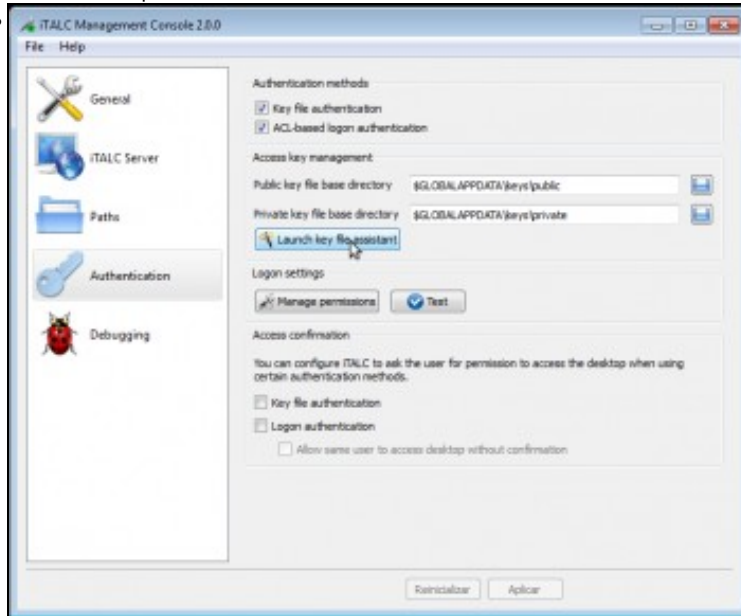 iTALC Management Console 2.0.0
File Help
General
iTALC Server
Paths
Authentication
Debugging
Authentication methods
Key file authentication
ACL-based logon authentication
Access key management
Public key file base directory $GLOBALAPPDATA\keys\public
Private key file base directory $GLOBALAPPDATA\keys\private
Launch key file assistant
Logon settings
Manage permissions Test
Access confirmation
You can configure iTALC to ask the user for permission to access the desktop when using
certain authentication methods.
Key file authentication
Logon authentication
Allow same user to access desktop without confirmation
Reinicializar Aplicar